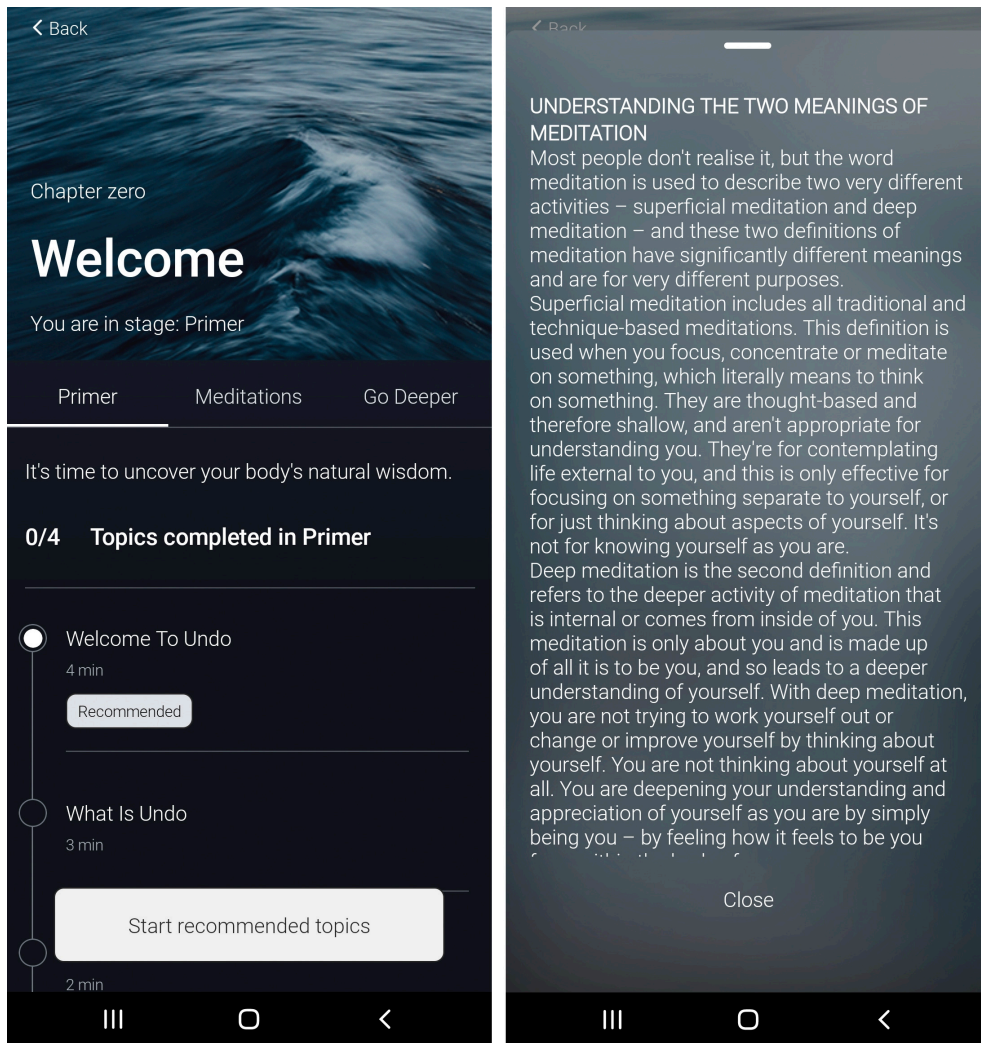 Back
Chapter zero
Welcome
You are in stage: Primer
Primer
Meditations
Go Deeper
It's time to uncover your body's natural wisdom.
0/4 Topics completed in Primer
Welcome To Undo
4 min
Recommended
What Is Undo
3 min
Start recommended topics
2 min
Back
UNDERSTANDING THE TWO MEANINGS OF
MEDITATION
Most people don't realise it, but the word
meditation is used to describe two very different
activities – superficial meditation and deep
meditation – and these two definitions of
meditation have significantly different meanings
and are for very different purposes.
Superficial meditation includes all traditional and
technique-based meditations. This definition is
used when you focus, concentrate or meditate
on something, which literally means to think
on something. They are thought-based and
therefore shallow, and aren't appropriate for
understanding you. They're for contemplating
life external to you, and this is only effective for
focusing on something separate to yourself, or
for just thinking about aspects of yourself. It's
not for knowing yourself as you are.
Deep meditation is the second definition and
refers to the deeper activity of meditation that
is internal or comes from inside of you. This
meditation is only about you and is made up
of all it is to be you, and so leads to a deeper
understanding of yourself. With deep meditation,
you are not trying to work yourself out or
change or improve yourself by thinking about
yourself. You are not thinking about yourself at
all. You are deepening your understanding and
appreciation of yourself as you are by simply
being you – by feeling how it feels to be you
Close